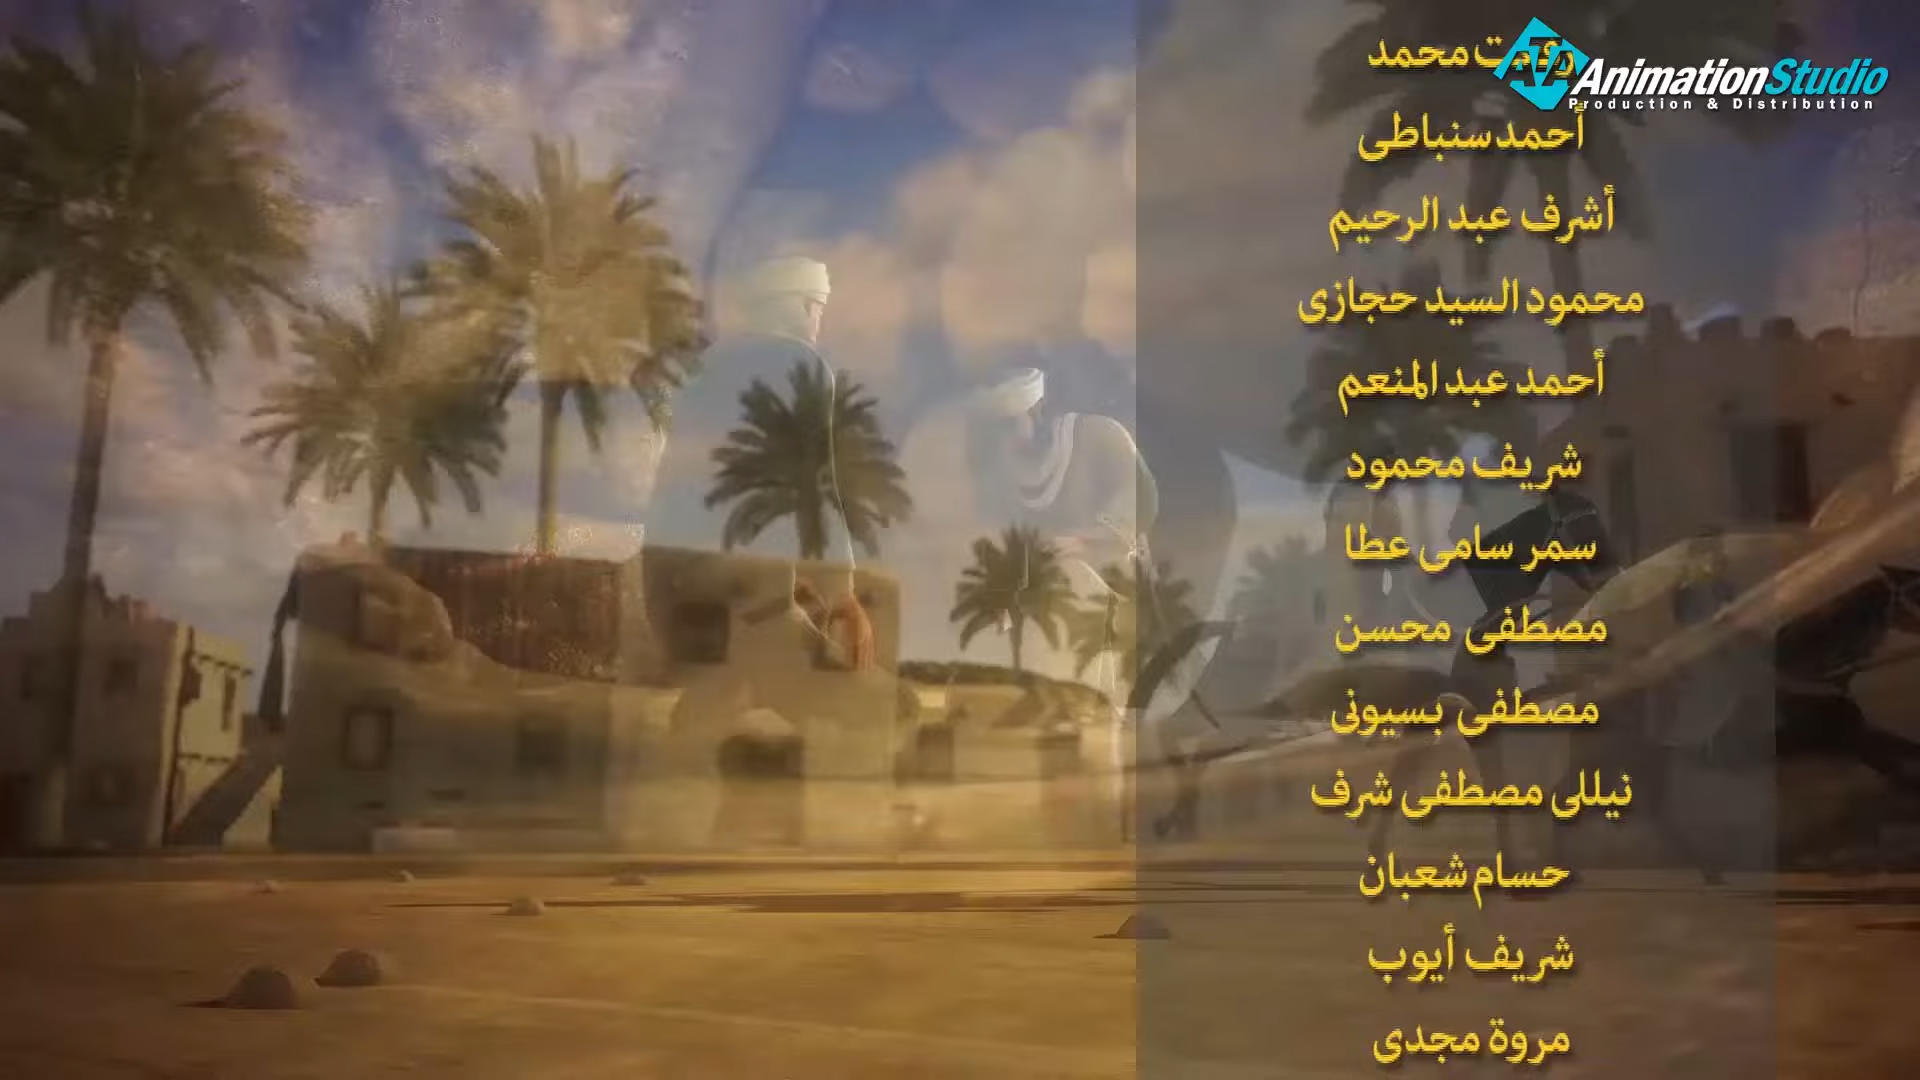 محمد
AnimationStudio
Production & Distribution
أحمد سنباطى
أشرف عبد الرحيم
محمود السيد حجازى
أحمد عبد المنعم
شريف محمود
سمر سامى عطا
مصطفى محسن
مصطفى بسيونى
نيللى مصطفى شرف
حسام شعبان
شريف أيوب
مروة مجدى